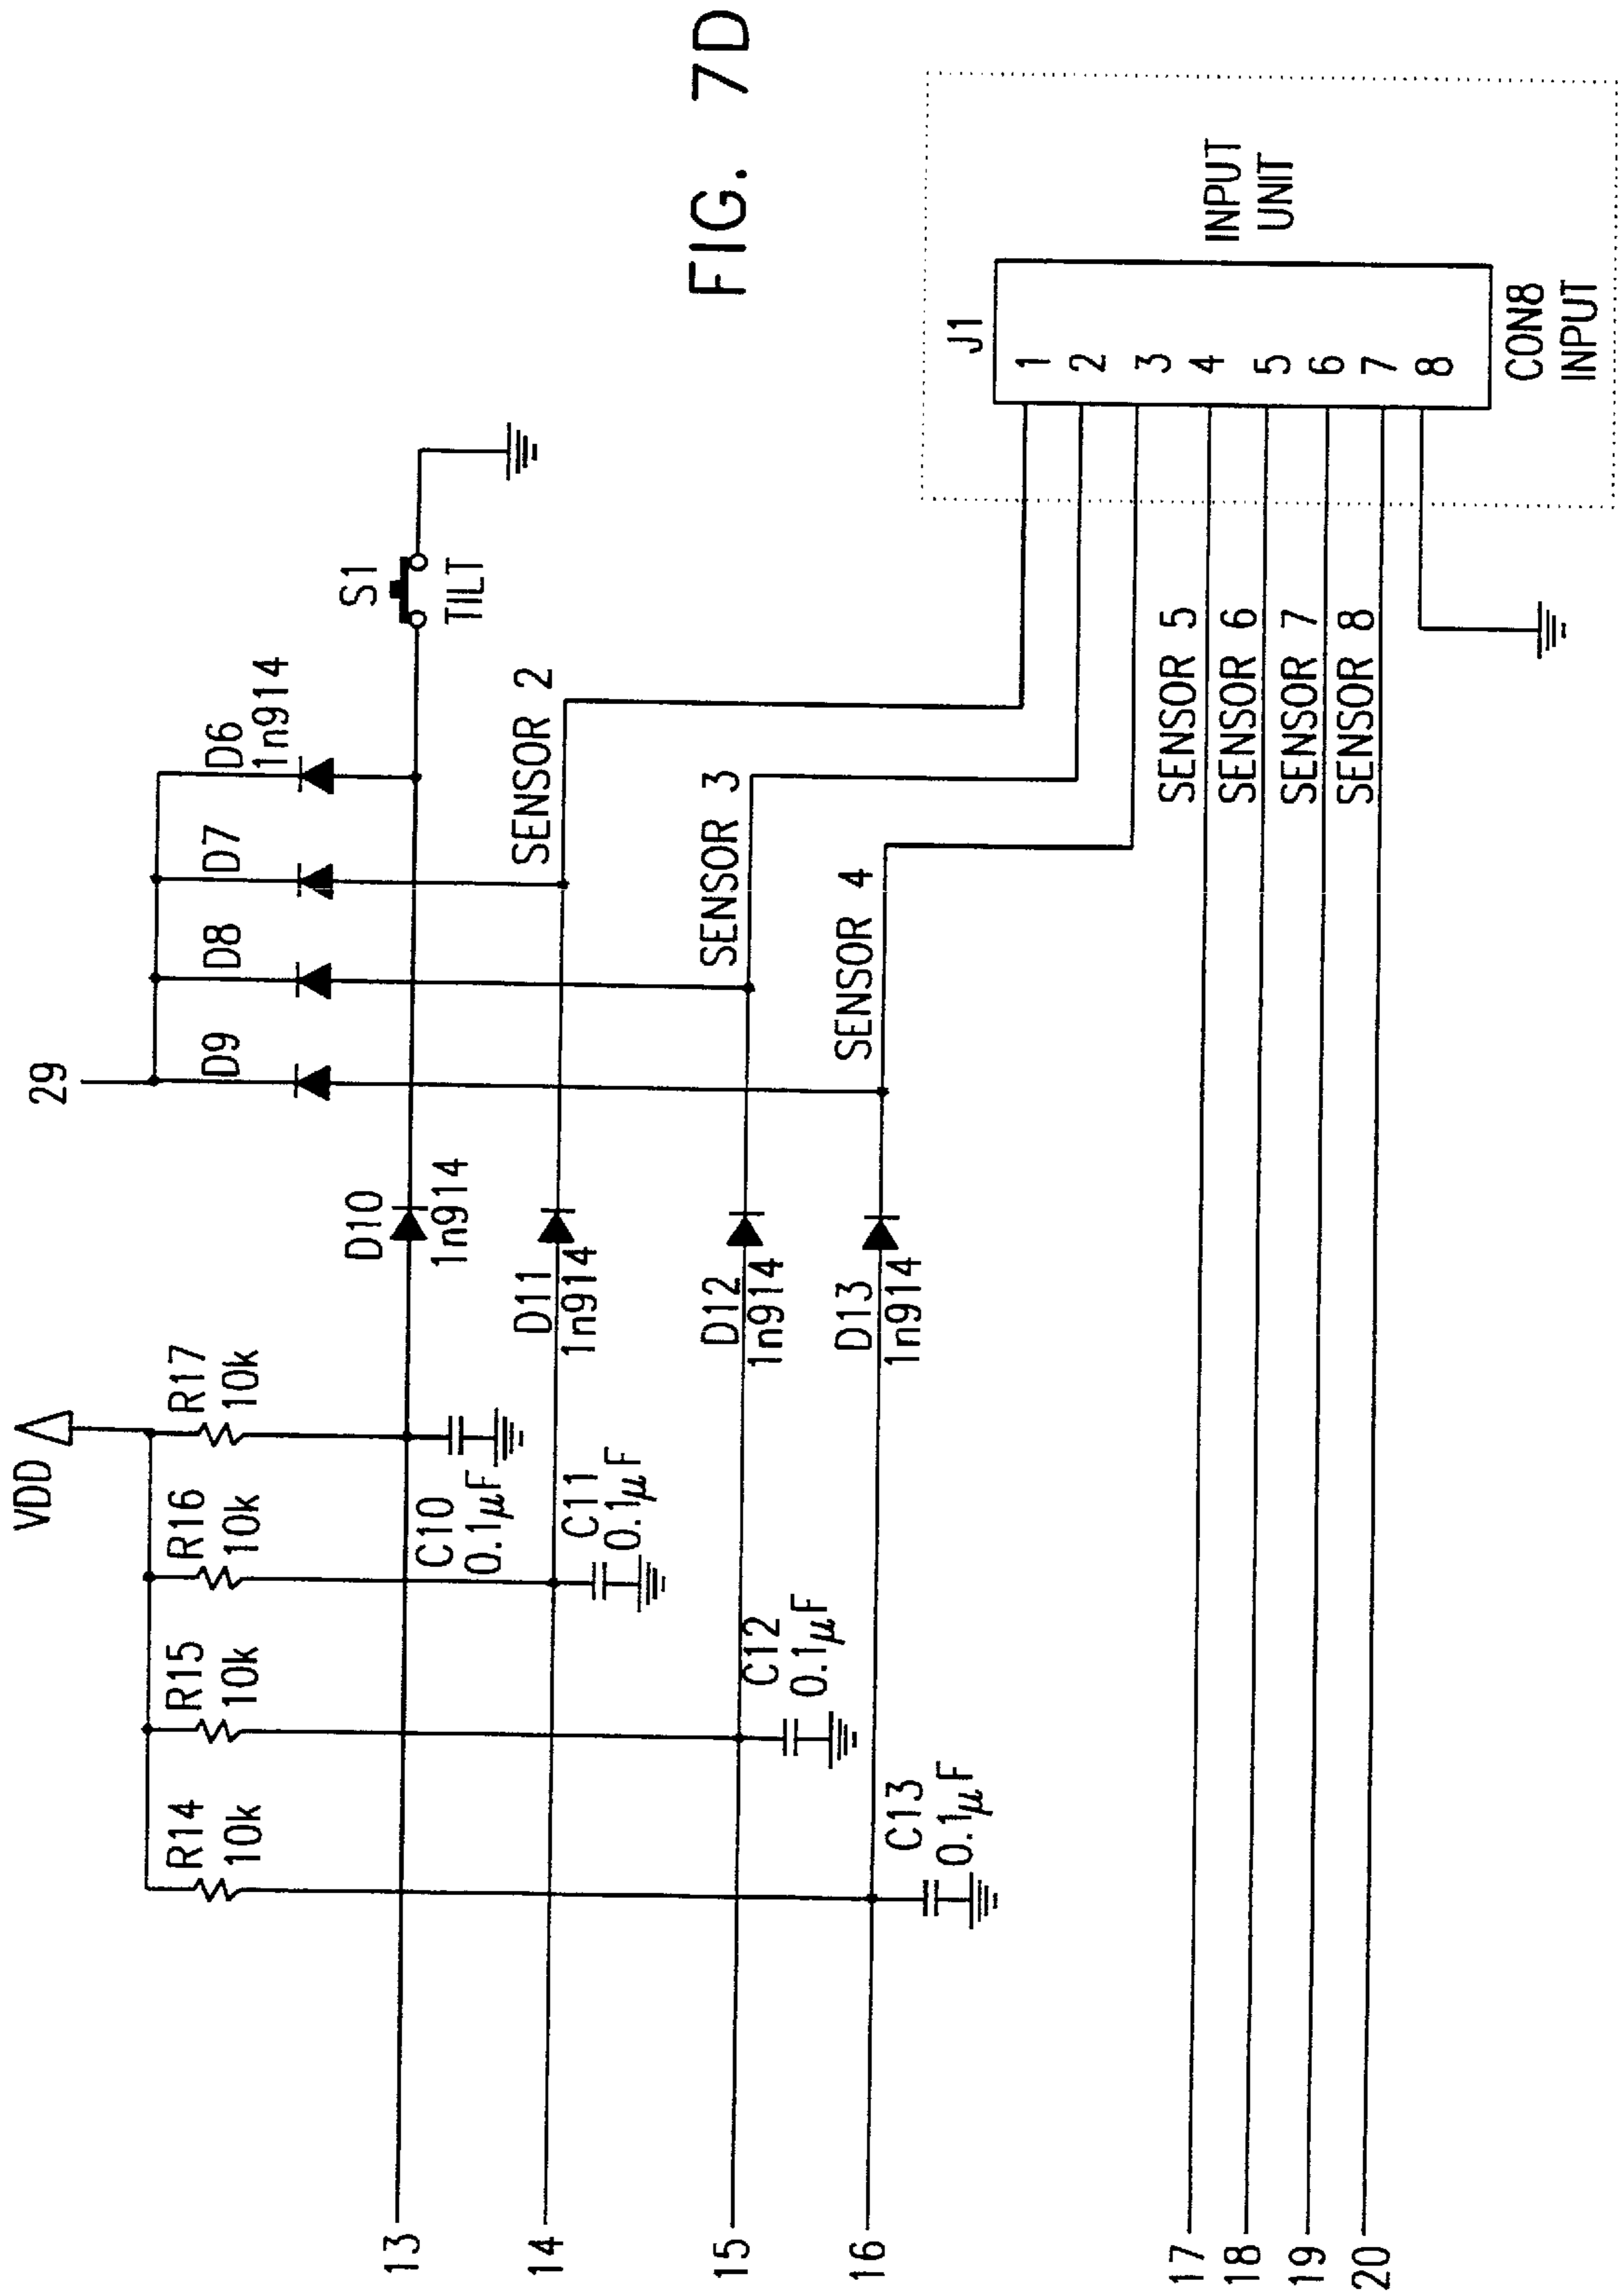 FIG. 7D
29
VDD
R14
10k
R15
10k
R16
10k
R17
10k
D9
D8
D7
D6
1n914
13
C10
0.1µF
D10
1n914
S1
TILT
14
C11
0.1µF
D11
1n914
SENSOR 2
15
C12
0.1µF
D12
1n914
SENSOR 3
16
C13
0.1µF
D13
1n914
SENSOR 4
17
SENSOR 5
18
SENSOR 6
19
SENSOR 7
20
SENSOR 8
J1
1
2
3
4
5
6
7
8
CON8
INPUT
INPUT
UNIT